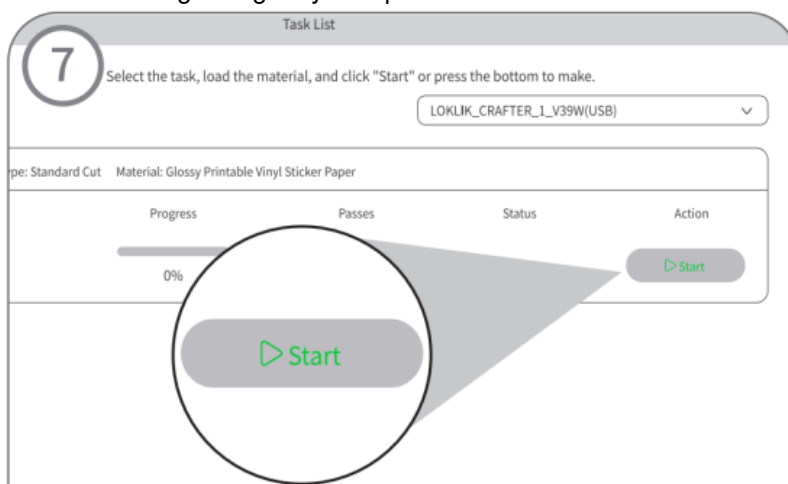 Task List
7
Select the task, load the material, and click "Start" or press the bottom to make.
LOKLIK_CRAFTER_1_V39W(USB)
pe: Standard Cut Material: Glossy Printable Vinyl Sticker Paper
Progress Passes Status Action
0%
Start
Start